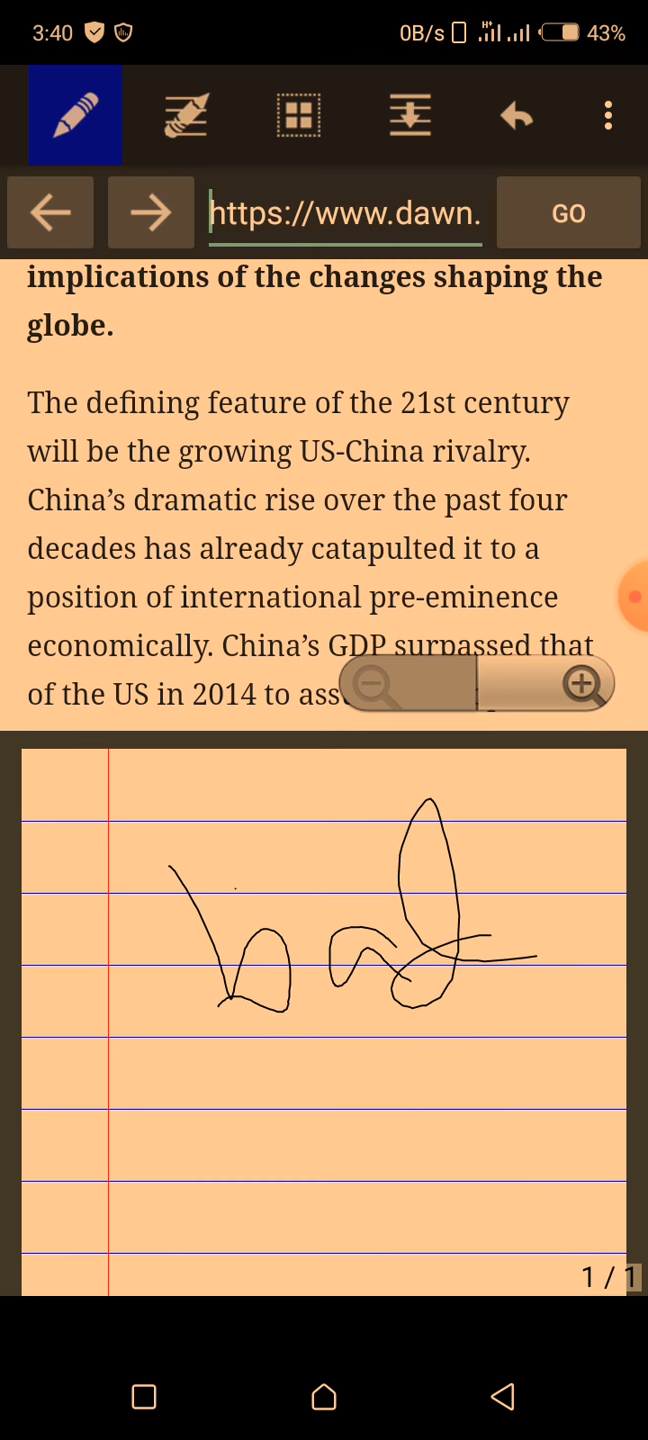 3:40 0B/s H+ 43%
https://www.dawn. GO
implications of the changes shaping the
globe.
The defining feature of the 21st century
will be the growing US-China rivalry.
China’s dramatic rise over the past four
decades has already catapulted it to a
position of international pre-eminence
economically. China’s GDP surpassed that
of the US in 2014 to
1 / 1